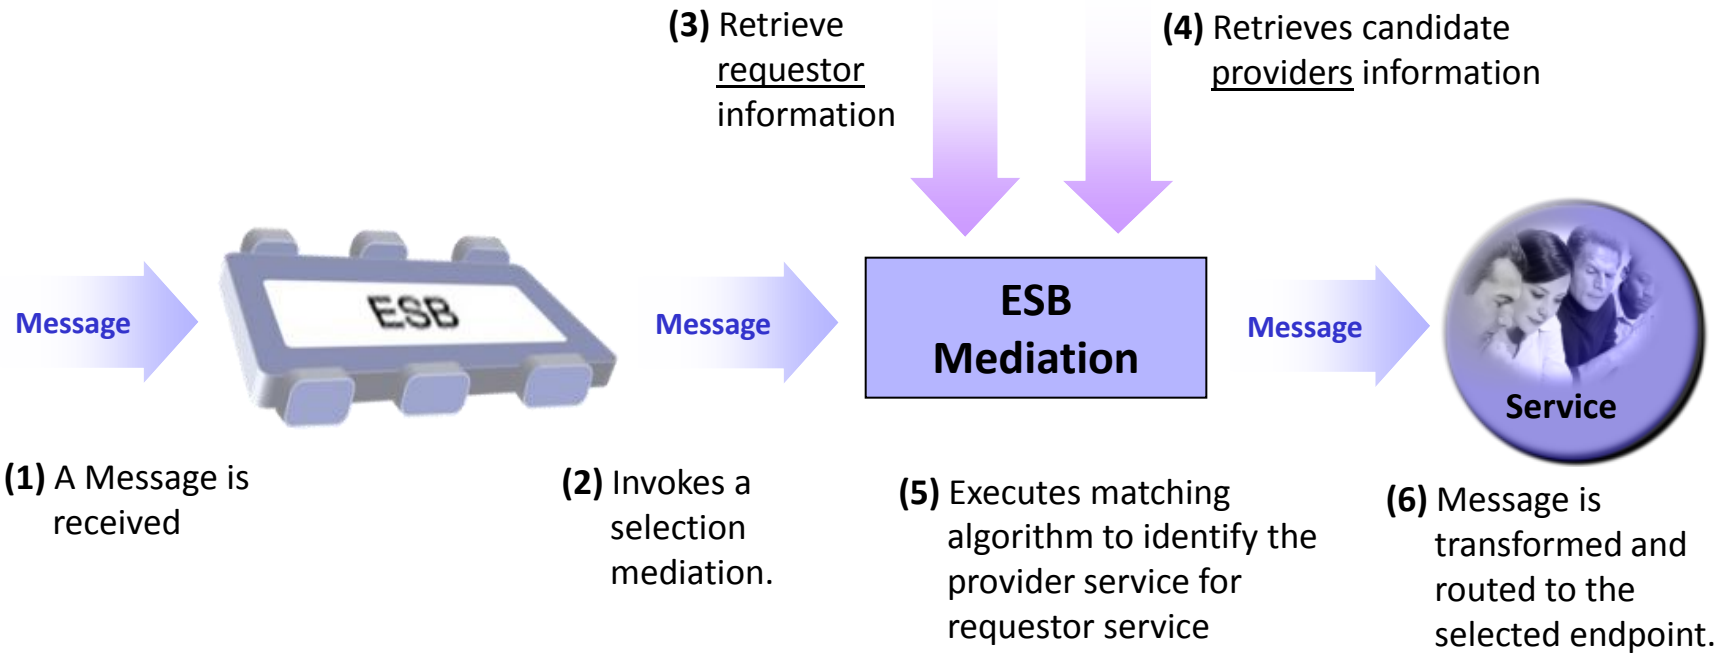 (3) Retrieve
requestor
information
(4) Retrieves candidate
providers information
Message
ESB
Message
ESB
Mediation
Message
Service
(1) A Message is
received
(2) Invokes a
selection
mediation.
(5) Executes matching
algorithm to identify the
provider service for
requestor service
(6) Message is
transformed and
routed to the
selected endpoint.